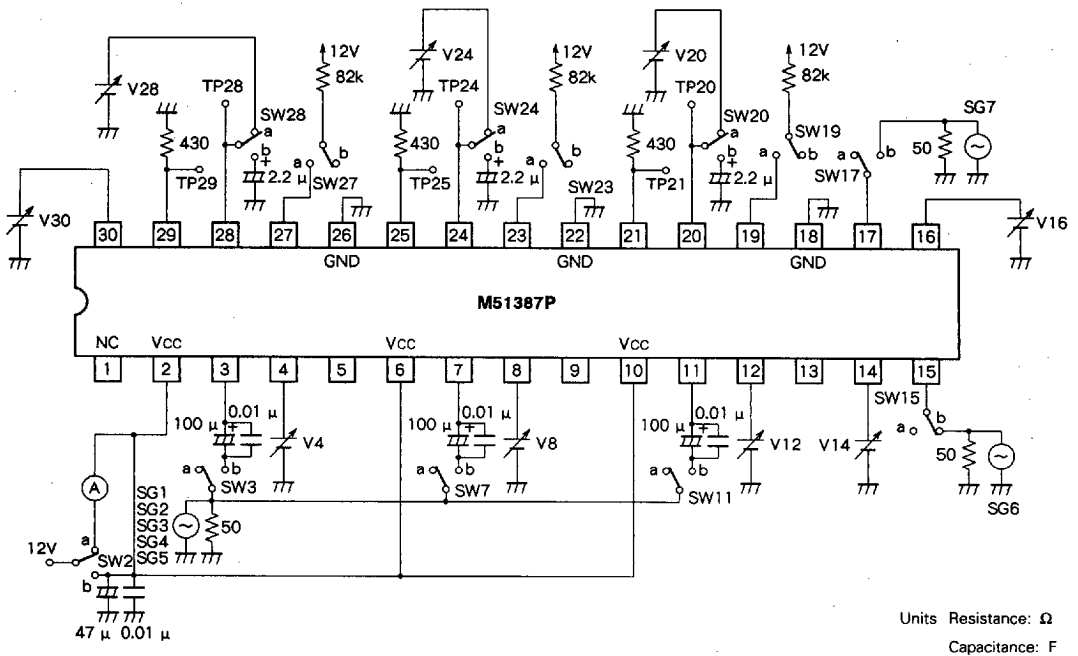 V28
TP28
SW28
a
b
+
2.2 μ
430
TP29
V30
12V
82k
a
b
SW27
V24
TP24
SW24
a
b
+
2.2 μ
430
TP25
12V
82k
a
b
SW23
V20
TP20
SW20
a
b
+
2.2 μ
430
TP21
12V
82k
SW19
a
b
SW17
a
b
50
SG7
V16
30 29 28 27 26 25 24 23 22 21 20 19 18 17 16
GND GND GND
M51387P
NC Vcc Vcc Vcc
1 2 3 4 5 6 7 8 9 10 11 12 13 14 15
100 μ
+
0.01 μ
V4
a
b
SW3
100 μ
+
0.01 μ
V8
a
b
SW7
100 μ
+
0.01 μ
V12
a
b
SW11
V14
SW15
a
b
50
SG6
A
SG1
SG2
SG3
SG4
SG5
50
12V
a
SW2
b
47 μ 0.01 μ
Units Resistance: Ω
Capacitance: F